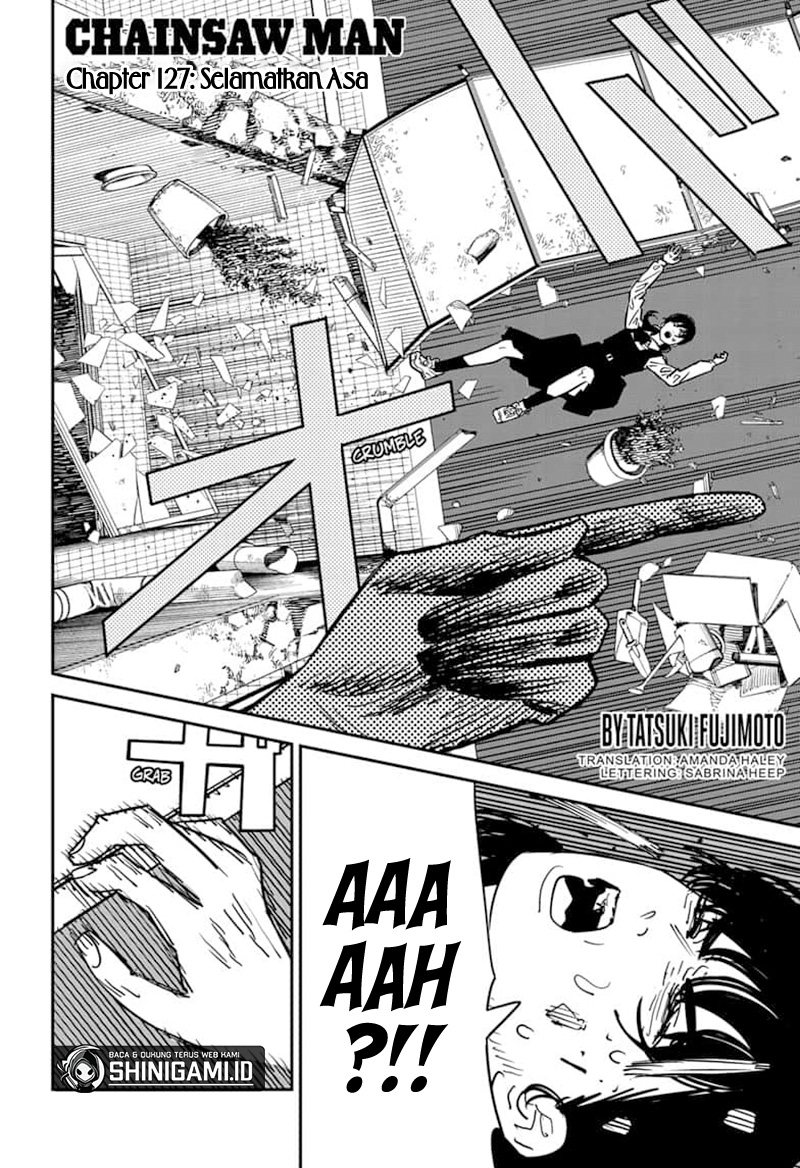 CHAINSAW MAN
Chapter 127: Selamatkan Asa
オ
CRUMBLE
BY TATSUKI FUJIMOTO
TRANSLATION: AMANDA HALEY
LETTERING: SABRINA HEEP
CRAB
AAA
AAH
?!!
BACA & DUKUNG TERUS WEB KAMI
SHINIGAMI.ID